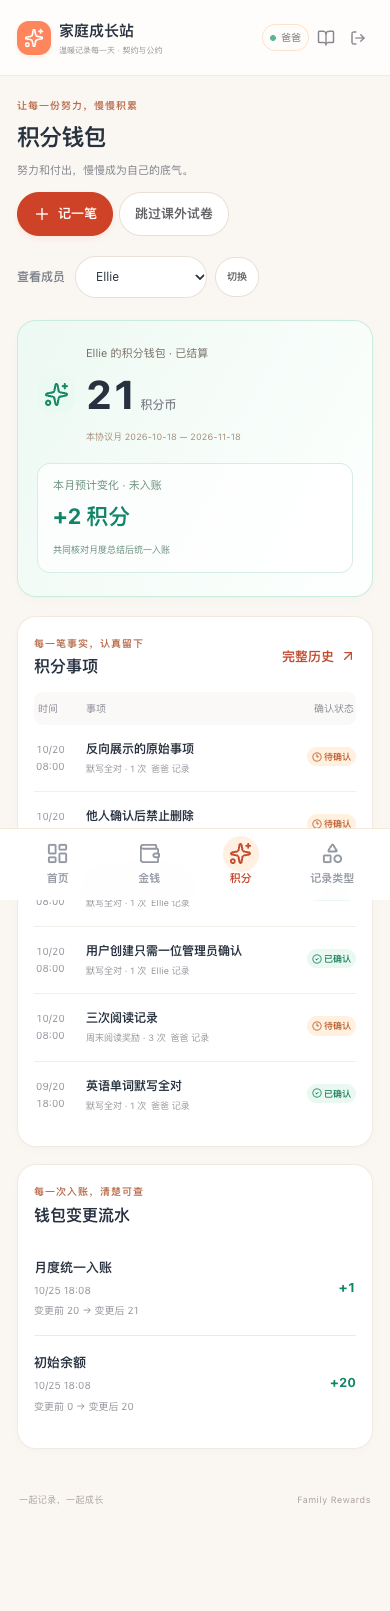 家庭成长站
温暖记录每一天 · 契约与公约
爸爸
让每一份努力，慢慢积累
积分钱包
努力和付出，慢慢成为自己的底气。
记一笔
跳过课外试卷
查看成员
Ellie
切换
Ellie 的积分钱包 · 已结算
21 积分币
本协议月 2026-10-18 — 2026-11-18
本月预计变化 · 未入账
+2 积分
共同核对月度总结后统一入账
每一笔事实，认真留下
积分事项
完整历史
时间 事项 确认状态
10/20 08:00
反向展示的原始事项
默写全对 · 1 次 爸爸 记录
待确认
10/20
他人确认后禁止删除
待确认
首页
金钱
积分
记录类型
08:00
默写全对 · 1 次 Ellie 记录
10/20 08:00
用户创建只需一位管理员确认
默写全对 · 1 次 Ellie 记录
已确认
10/20 08:00
三次阅读记录
周末阅读奖励 · 3 次 爸爸 记录
待确认
09/20 18:00
英语单词默写全对
默写全对 · 1 次 爸爸 记录
已确认
每一次入账，清楚可查
钱包变更流水
月度统一入账
10/25 18:08
变更前 20 → 变更后 21
+1
初始余额
10/25 18:08
变更前 0 → 变更后 20
+20
一起记录，一起成长
Family Rewards